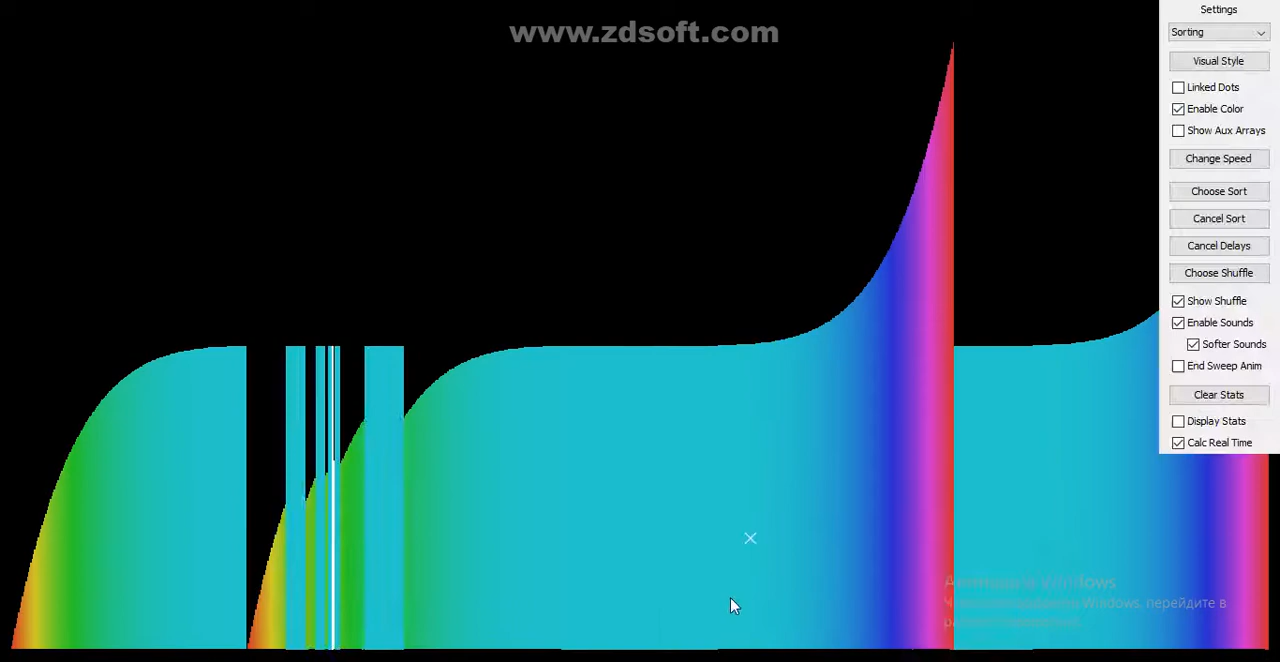 www.zdsoft.com
Settings
Sorting
Visual Style
Linked Dots
Enable Color
Show Aux Arrays
Change Speed
Choose Sort
Cancel Sort
Cancel Delays
Choose Shuffle
Show Shuffle
Enable Sounds
Softer Sounds
End Sweep Anim
Clear Stats
Display Stats
Calc Real Time
Windows, перейдите в